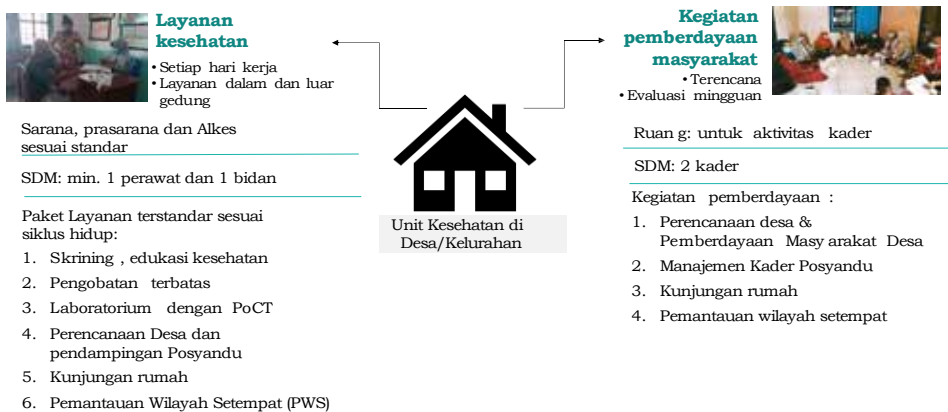 Layanan
kesehatan
• Setiap hari kerja
• Layanan dalam dan luar
gedung
Sarana, prasarana dan Alkes
sesuai standar
SDM: min. 1 perawat dan 1 bidan
Paket Layanan terstandar sesuai
siklus hidup:
1. Skrining , edukasi kesehatan
2. Pengobatan terbatas
3. Laboratorium dengan PoCT
4. Perencanaan Desa dan
pendampingan Posyandu
5. Kunjungan rumah
6. Pemantauan Wilayah Setempat (PWS)
Unit Kesehatan di
Desa/Kelurahan
Kegiatan
pemberdayaan
masyarakat
• Terencana
• Evaluasi mingguan
Ruan g: untuk aktivitas kader
SDM: 2 kader
Kegiatan pemberdayaan :
1. Perencanaan desa &
Pemberdayaan Masy arakat Desa
2. Manajemen Kader Posyandu
3. Kunjungan rumah
4. Pemantauan wilayah setempat